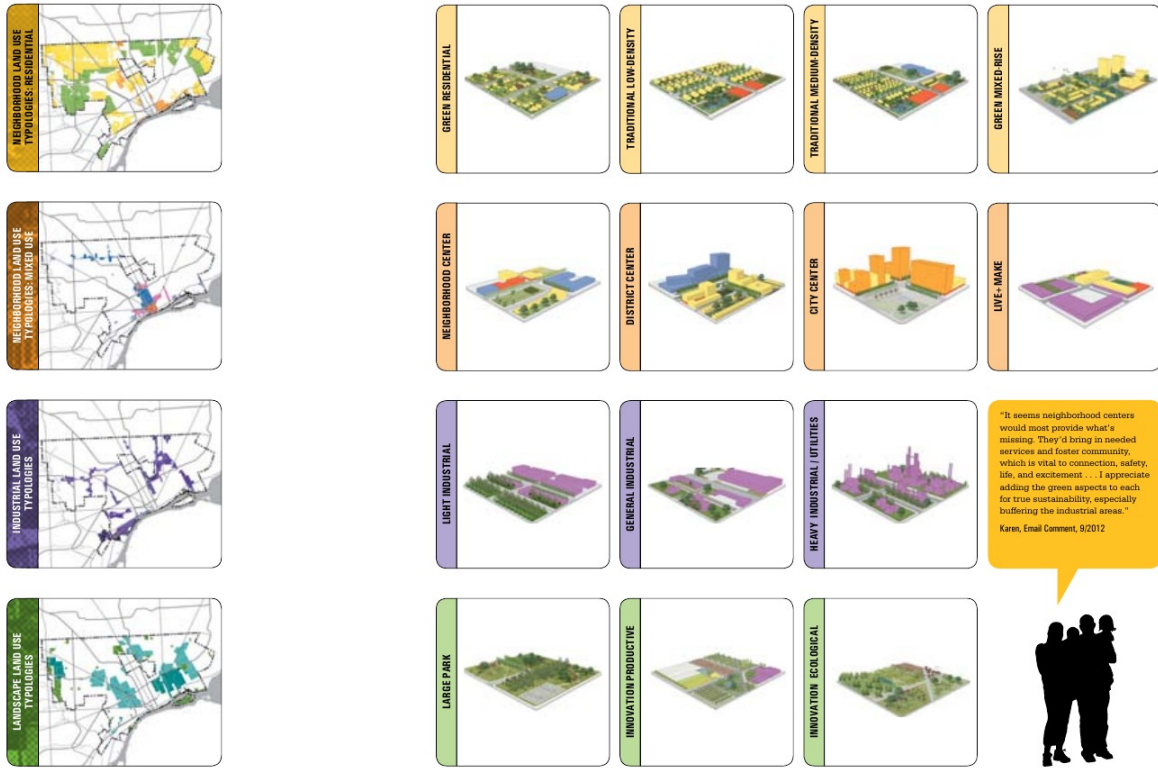 NEIGHBORHOOD LAND USE
TYPOLOGIES: RESIDENTIAL
GREEN RESIDENTIAL
TRADITIONAL LOW-DENSITY
TRADITIONAL MEDIUM-DENSITY
GREEN MIXED-RISE
NEIGHBORHOOD LAND USE
TYPOLOGIES: MIXED USE
NEIGHBORHOOD CENTER
DISTRICT CENTER
CITY CENTER
LIVE+ MAKE
INDUSTRIAL LAND USE
TYPOLOGIES
LIGHT INDUSTRIAL
GENERAL INDUSTRIAL
HEAVY INDUSTRIAL / UTILITIES
"It seems neighborhood centers
would most provide what's
missing. They'd bring in needed
services and foster community,
which is vital to connection, safety,
life, and excitement . . . I appreciate
adding the green aspects to each
for true sustainability, especially
buffering the industrial areas."
Karen, Email Comment, 9/2012
LANDSCAPE LAND USE
TYPOLOGIES
LARGE PARK
INNOVATION PRODUCTIVE
INNOVATION ECOLOGICAL